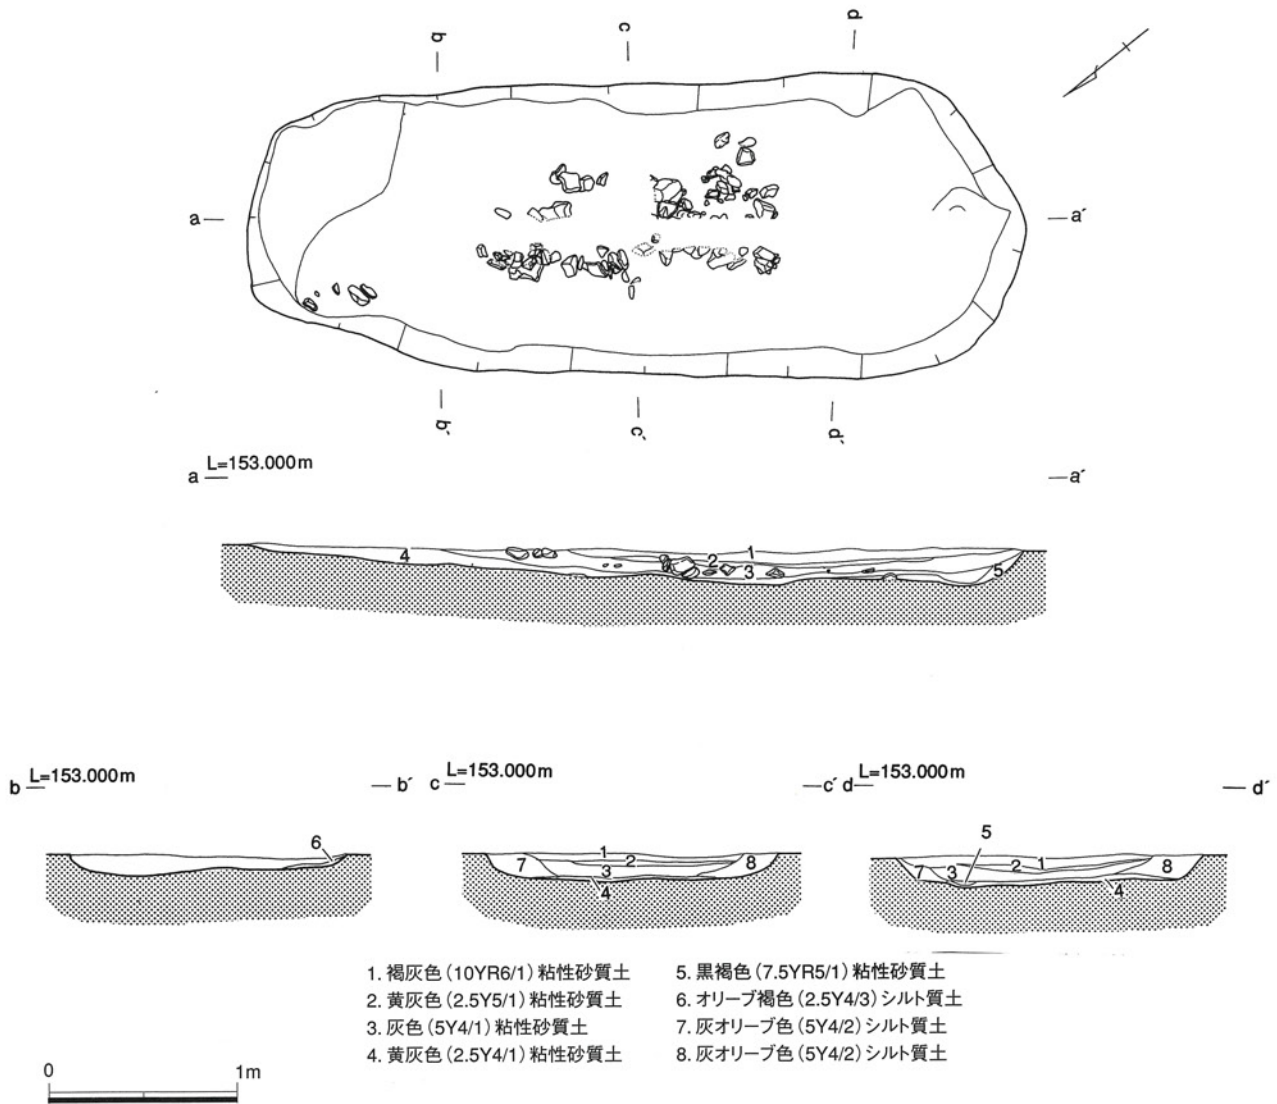 b
c
d
a
a´
b´
c´
d´
a L=153.000m a´
1
2
3
4
5
b L=153.000m b´
c L=153.000m c´
d L=153.000m d´
6
7 1 2 3 8
4
5
7 3 2 1 8
4
1. 褐灰色(10YR6/1)粘性砂質土
2. 黄灰色(2.5Y5/1)粘性砂質土
3. 灰色(5Y4/1)粘性砂質土
4. 黄灰色(2.5Y4/1)粘性砂質土
5. 黒褐色(7.5YR5/1)粘性砂質土
6. オリーブ褐色(2.5Y4/3)シルト質土
7. 灰オリーブ色(5Y4/2)シルト質土
8. 灰オリーブ色(5Y4/2)シルト質土
0 1m